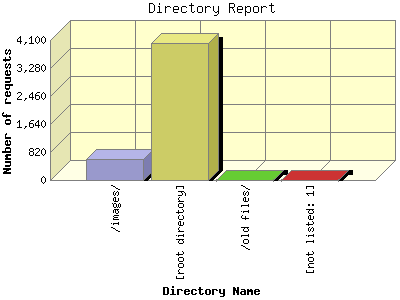 Directory Report
Number of requests
4,100
3,280
2,460
1,640
820
0
/images/
[root directory]
/old files/
[not listed: 1]
Directory Name